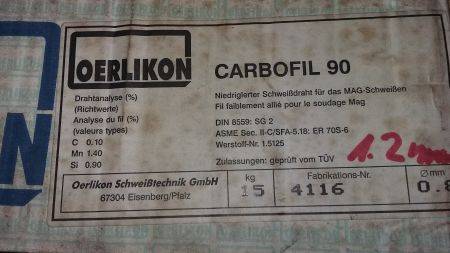 OERLIKON
CARBOFIL 90
Niedriglierter Schweißdraht für das MAG-Schweißen
Fil faiblement allié pour le soudage Mag
Drahtanalyse (%)
(Richtwerte)
Analyse du fil (%)
(valeurs types)
C 0.10
Mn 1.40
Si 0.90
DIN 8559: SG 2
ASME Sec. II-C/SFA-5.18: ER 70S-6
Werstoff-Nr. 1.5125
Zulassungen: geprüft vom TÜV
1.2mm
Oerlikon Schweißtechnik GmbH
67304 Eisenberg/Pfalz
kg
15
Fabrikations-Nr.
4116
Ø mm
0.8